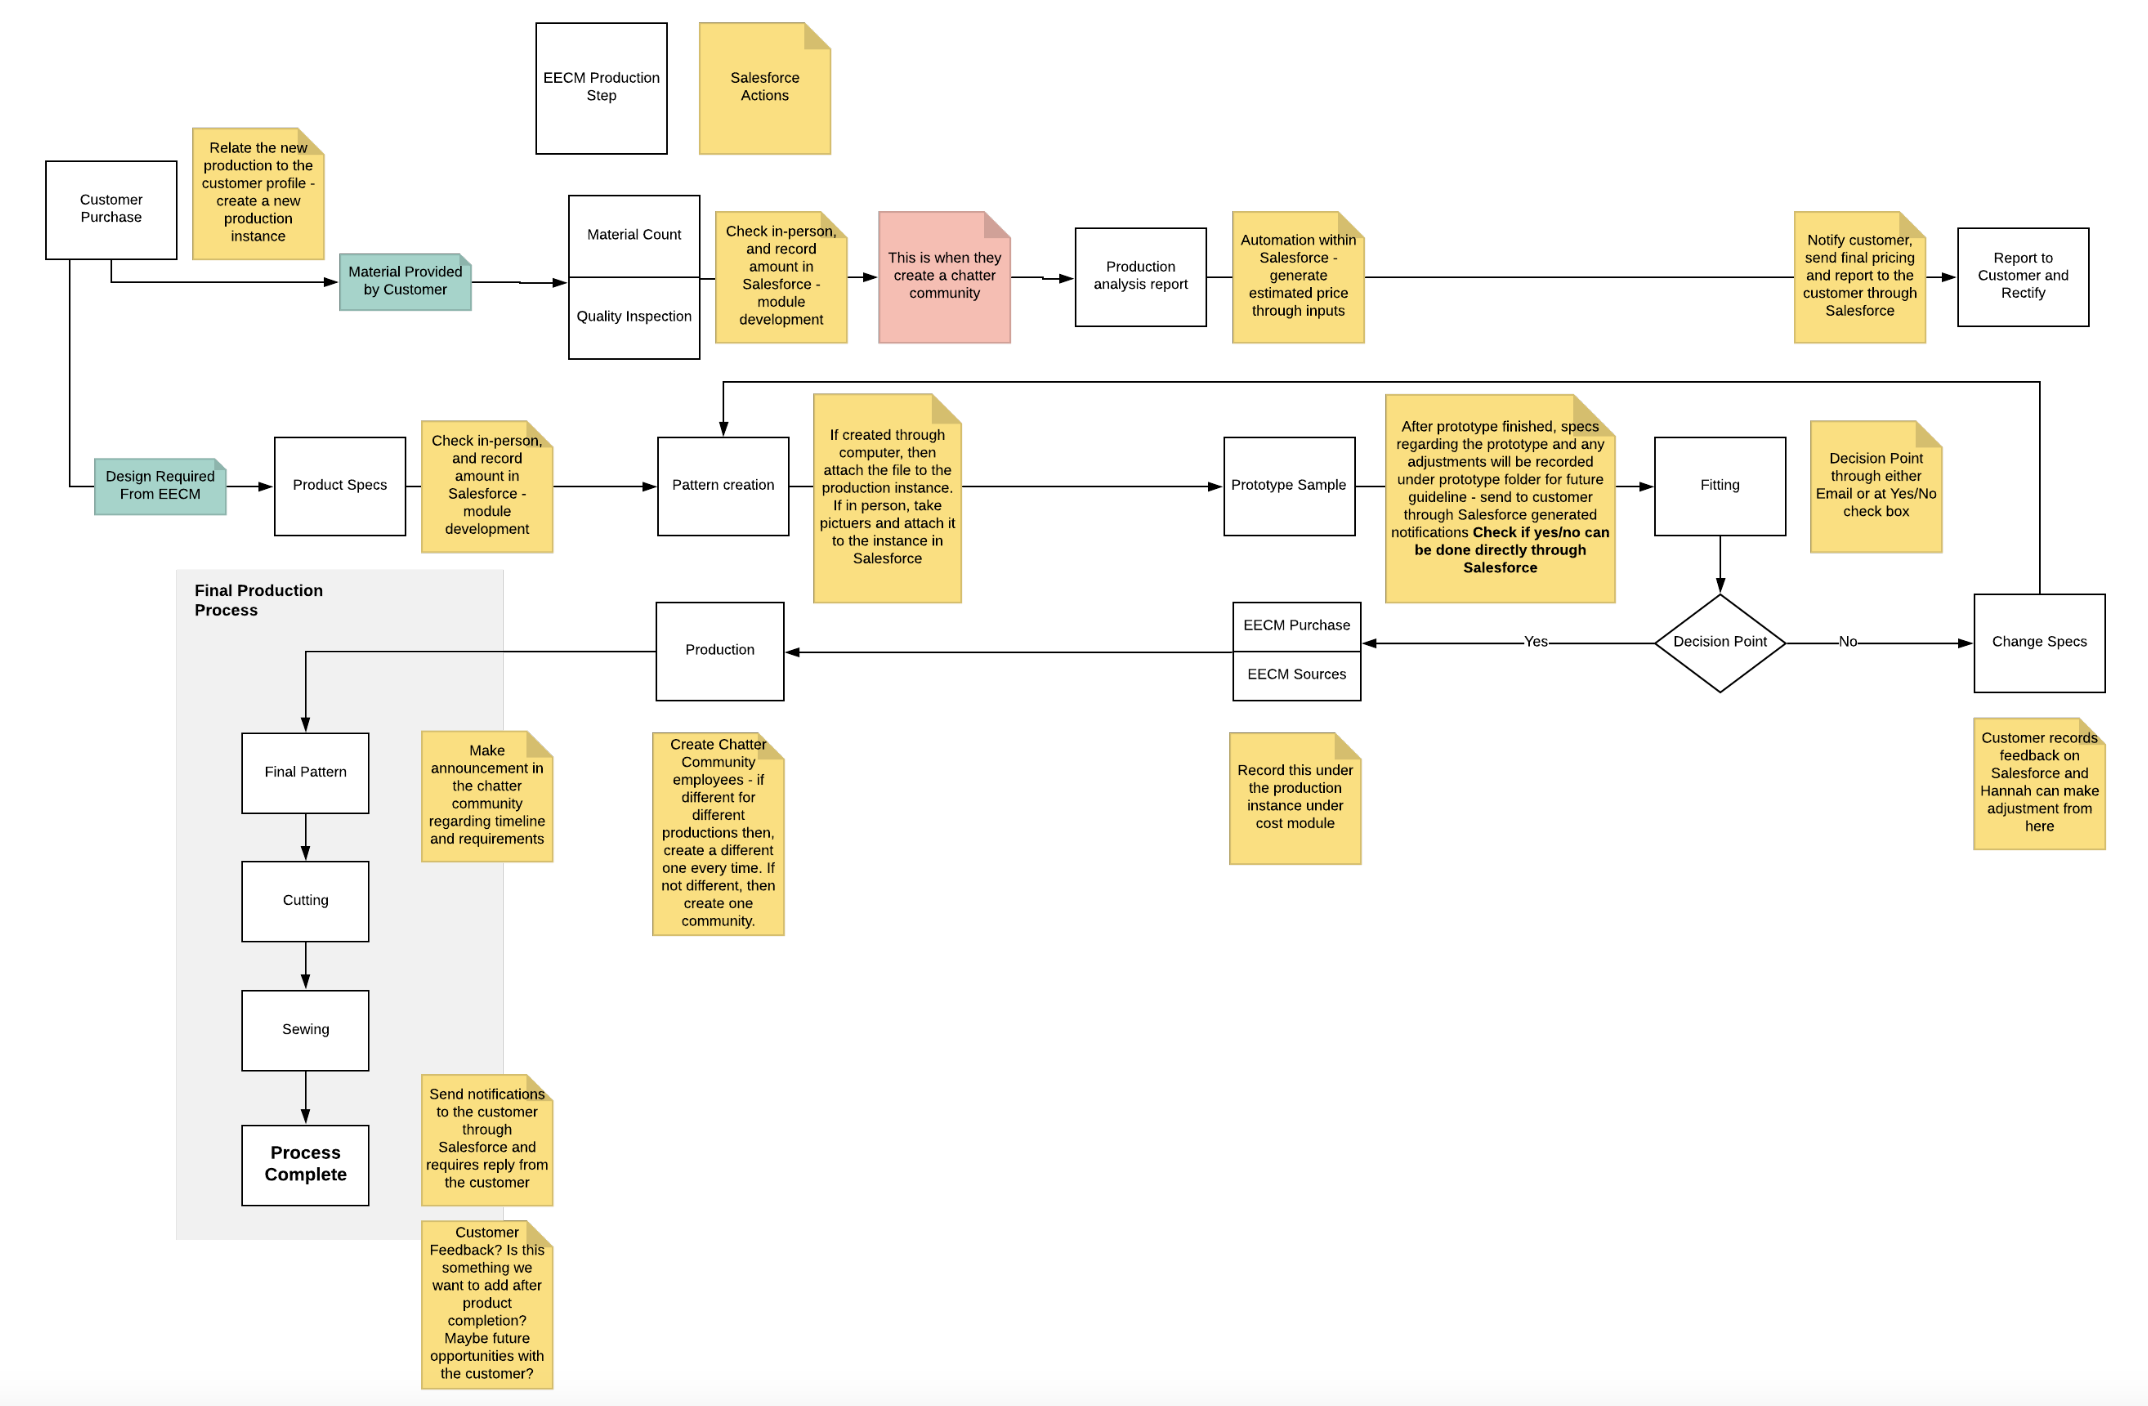 EECM Production
Step
Salesforce
Actions
Customer
Purchase
Relate the new
production to the
customer profile -
create a new
production
instance
Material Provided
by Customer
Material Count
Quality Inspection
Check in-person,
and record
amount in
Salesforce -
module
development
This is when they
create a chatter
community
Production
analysis report
Automation within
Salesforce -
generate
estimated price
through inputs
Notify customer,
send final pricing
and report to the
customer through
Salesforce
Report to
Customer and
Rectify
Design Required
From EECM
Product Specs
Check in-person,
and record
amount in
Salesforce -
module
development
Pattern creation
If created through
computer, then
attach the file to the
production instance.
If in person, take
pictuers and attach it
to the instance in
Salesforce
Prototype Sample
After prototype finished, specs
regarding the prototype and any
adjustments will be recorded
under prototype folder for future
guideline - send to customer
through Salesforce generated
notifications Check if yes/no can
be done directly through
Salesforce
Fitting
Decision Point
through either
Email or at Yes/No
check box
Final Production
Process
Production
EECM Purchase
EECM Sources
Yes
Decision Point
No
Change Specs
Final Pattern
Make
announcement in
the chatter
community
regarding timeline
and requirements
Create Chatter
Community
employees - if
different for
different
productions then,
create a different
one every time. If
not different, then
create one
community.
Record this under
the production
instance under
cost module
Customer records
feedback on
Salesforce and
Hannah can make
adjustment from
here
Cutting
Sewing
Process
Complete
Send notifications
to the customer
through
Salesforce and
requires reply from
the customer
Customer
Feedback? Is this
something we
want to add after
product
completion?
Maybe future
opportunities with
the customer?